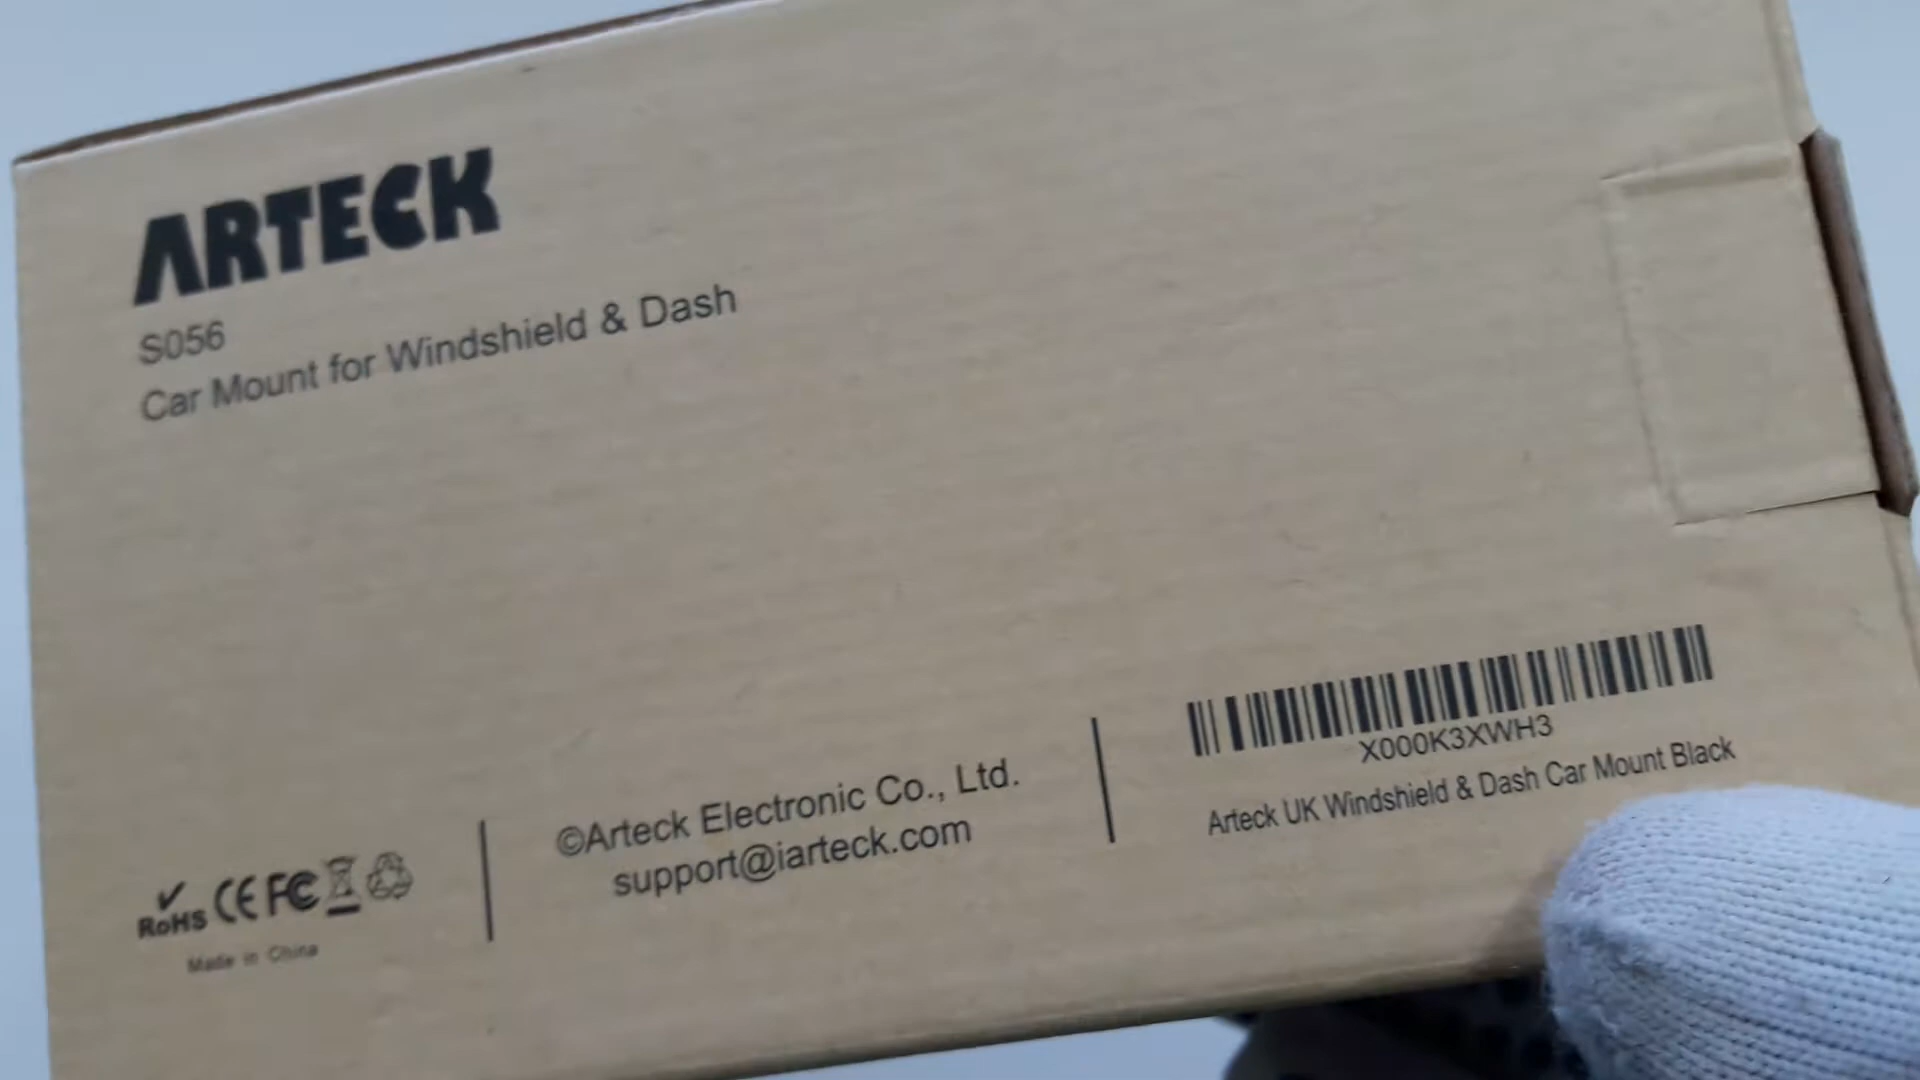 ARTECK
S056
Car Mount for Windshield & Dash
RoHS CE FC
Made in China
©Arteck Electronic Co., Ltd.
support@iarteck.com
X000K3XWH3
Arteck UK Windshield & Dash Car Mount Black